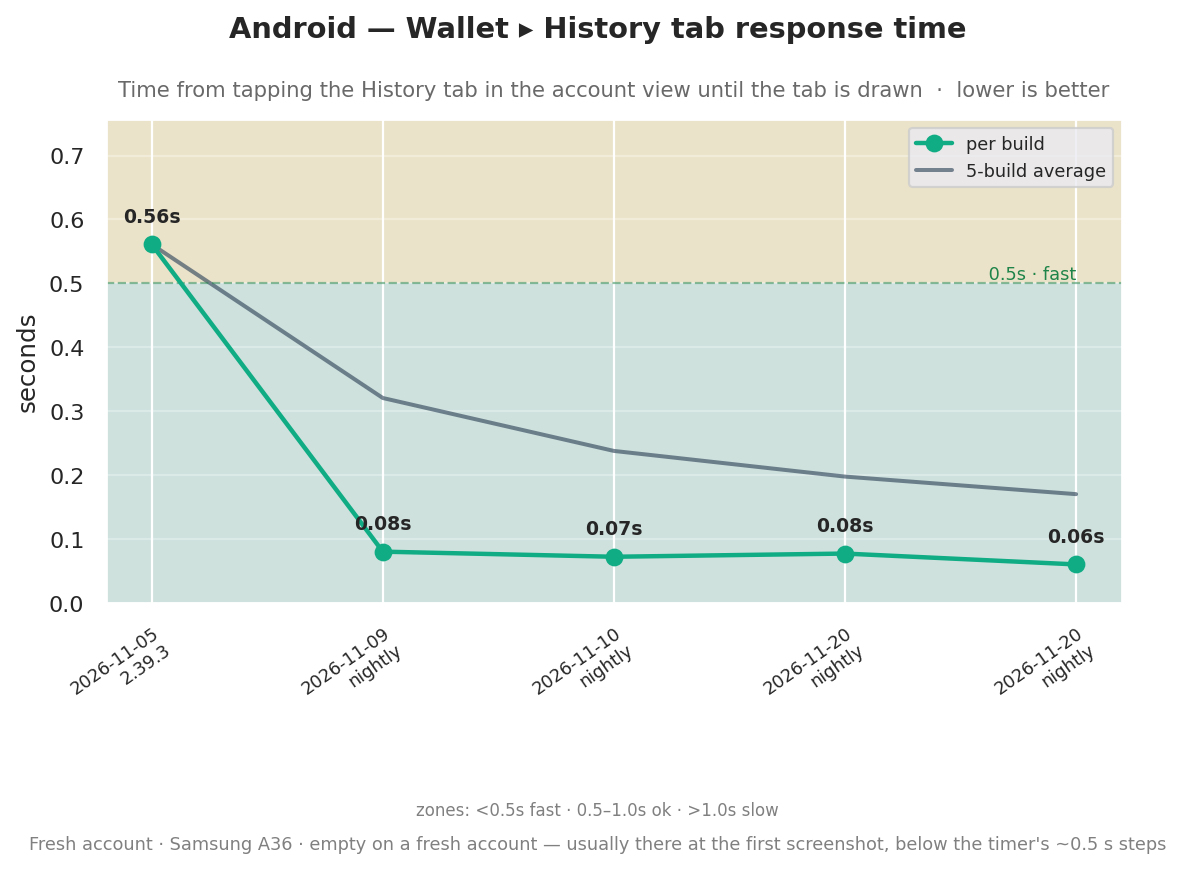 Android — Wallet ▸ History tab response time
Time from tapping the History tab in the account view until the tab is drawn · lower is better
per build
5-build average
seconds
0.7
0.6
0.5
0.4
0.3
0.2
0.1
0.0
0.5s · fast
0.56s
0.08s
0.07s
0.08s
0.06s
2026-11-05
2.39.3
2026-11-09
nightly
2026-11-10
nightly
2026-11-20
nightly
2026-11-20
nightly
zones: <0.5s fast · 0.5–1.0s ok · >1.0s slow
Fresh account · Samsung A36 · empty on a fresh account — usually there at the first screenshot, below the timer's ~0.5 s steps